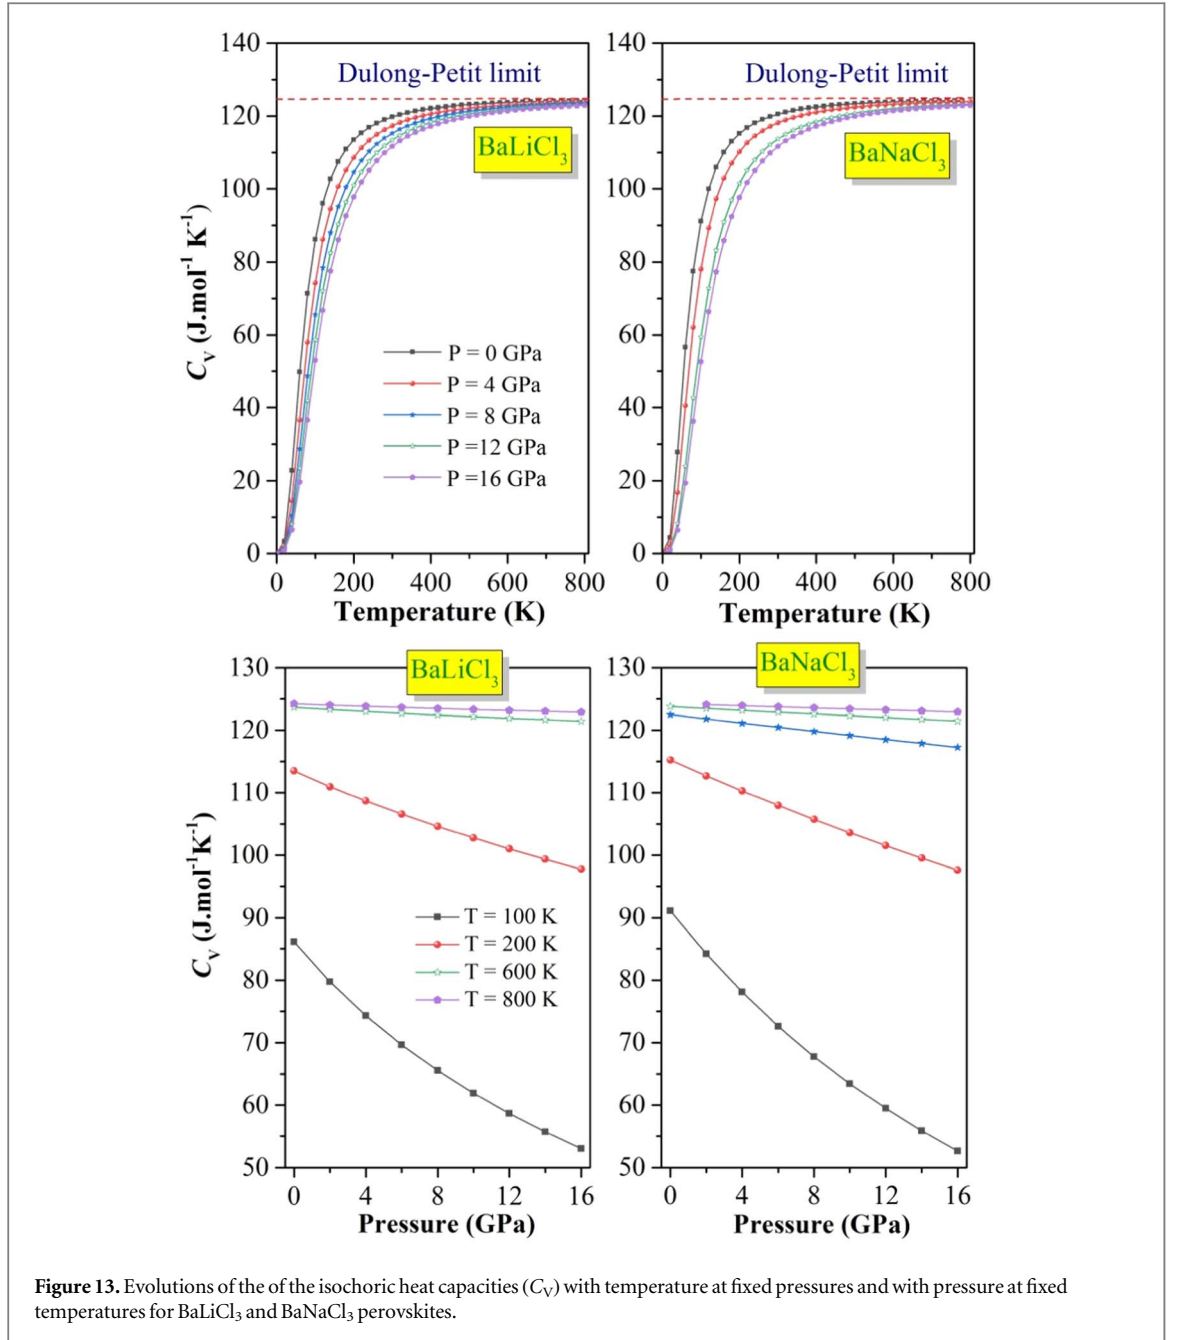 140
120
100
80
60
40
20
0
C_V (J.mol⁻¹ K⁻¹)
Dulong-Petit limit
BaLiCl₃
P = 0 GPa
P = 4 GPa
P = 8 GPa
P =12 GPa
P =16 GPa
0 200 400 600 800
Temperature (K)
140
120
100
80
60
40
20
0
Dulong-Petit limit
BaNaCl₃
0 200 400 600 800
Temperature (K)
130
120
110
100
90
80
70
60
50
C_V (J.mol⁻¹K⁻¹)
BaLiCl₃
T = 100 K
T = 200 K
T = 600 K
T = 800 K
0 4 8 12 16
Pressure (GPa)
130
120
110
100
90
80
70
60
50
BaNaCl₃
0 4 8 12 16
Pressure (GPa)
Figure 13. Evolutions of the of the isochoric heat capacities (C_V) with temperature at fixed pressures and with pressure at fixed
temperatures for BaLiCl₃ and BaNaCl₃ perovskites.